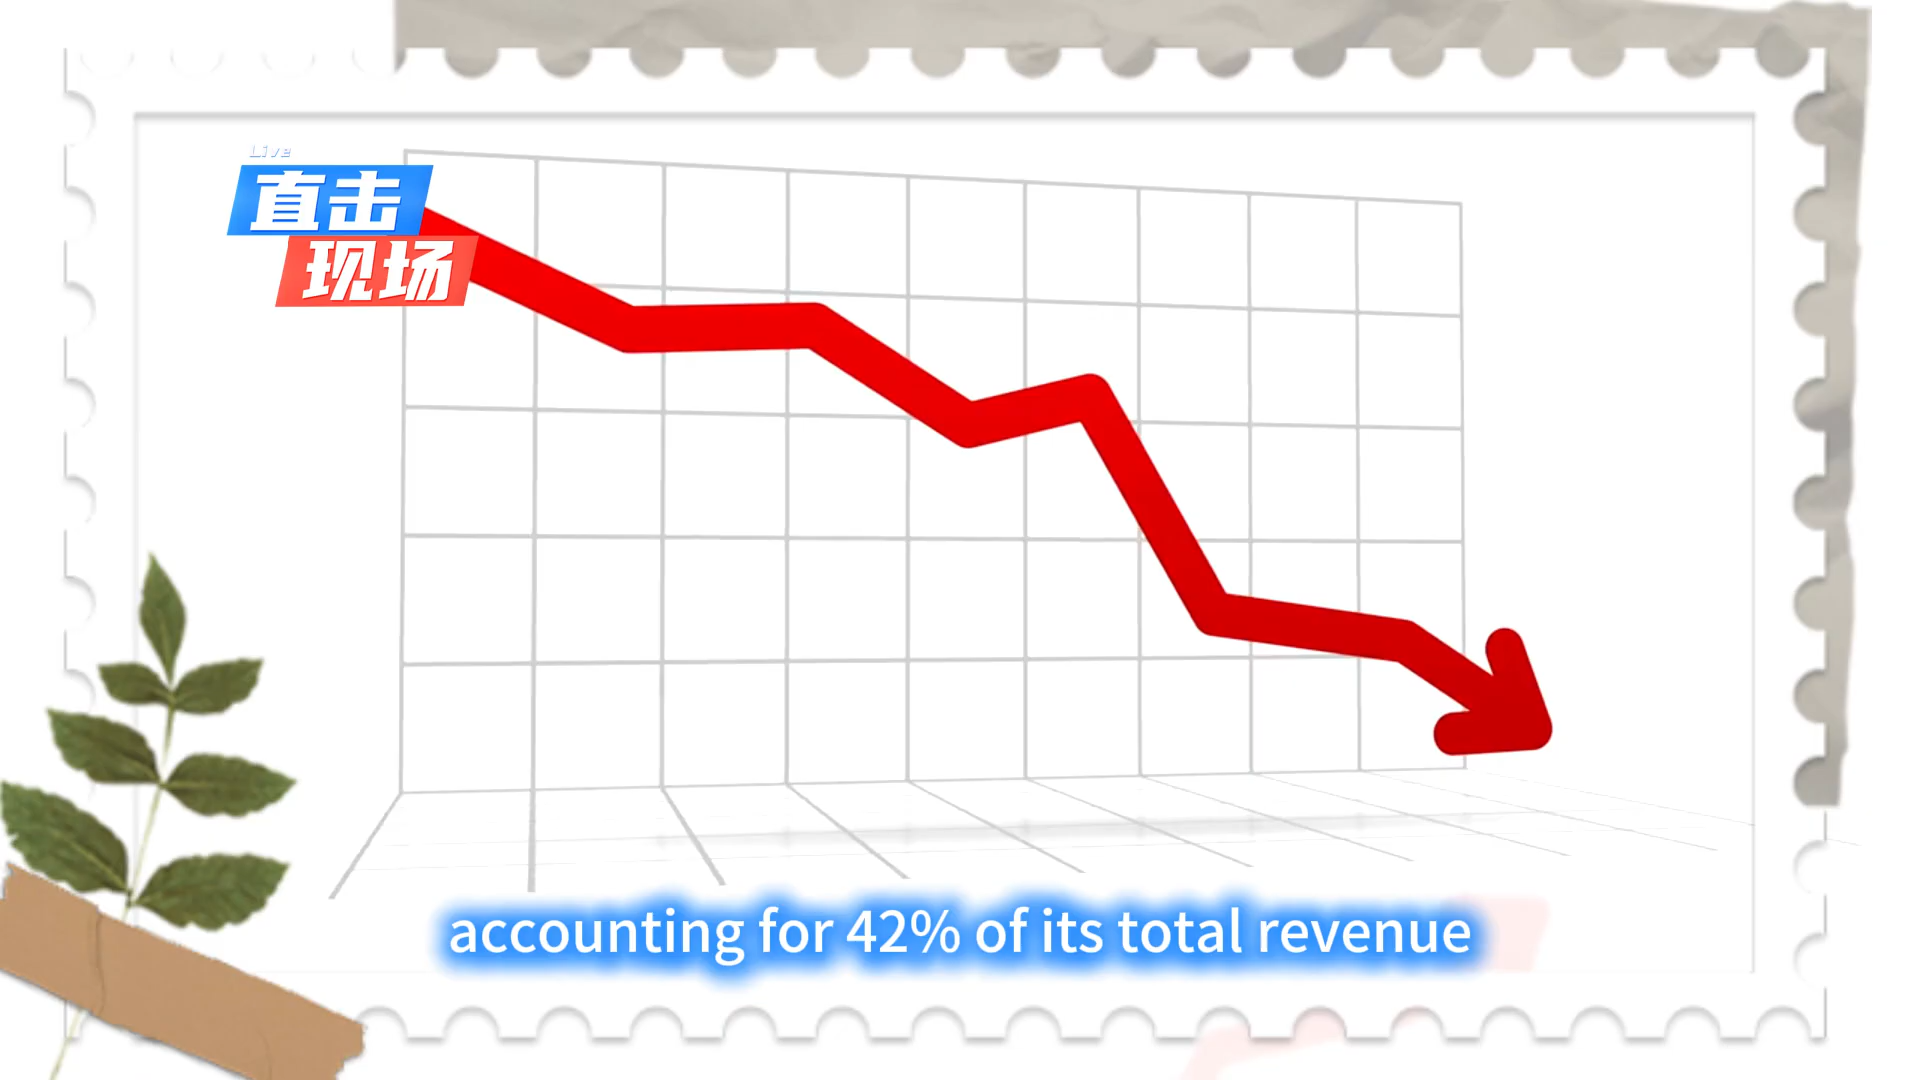 Live
直击
现场
accounting for 42% of its total revenue